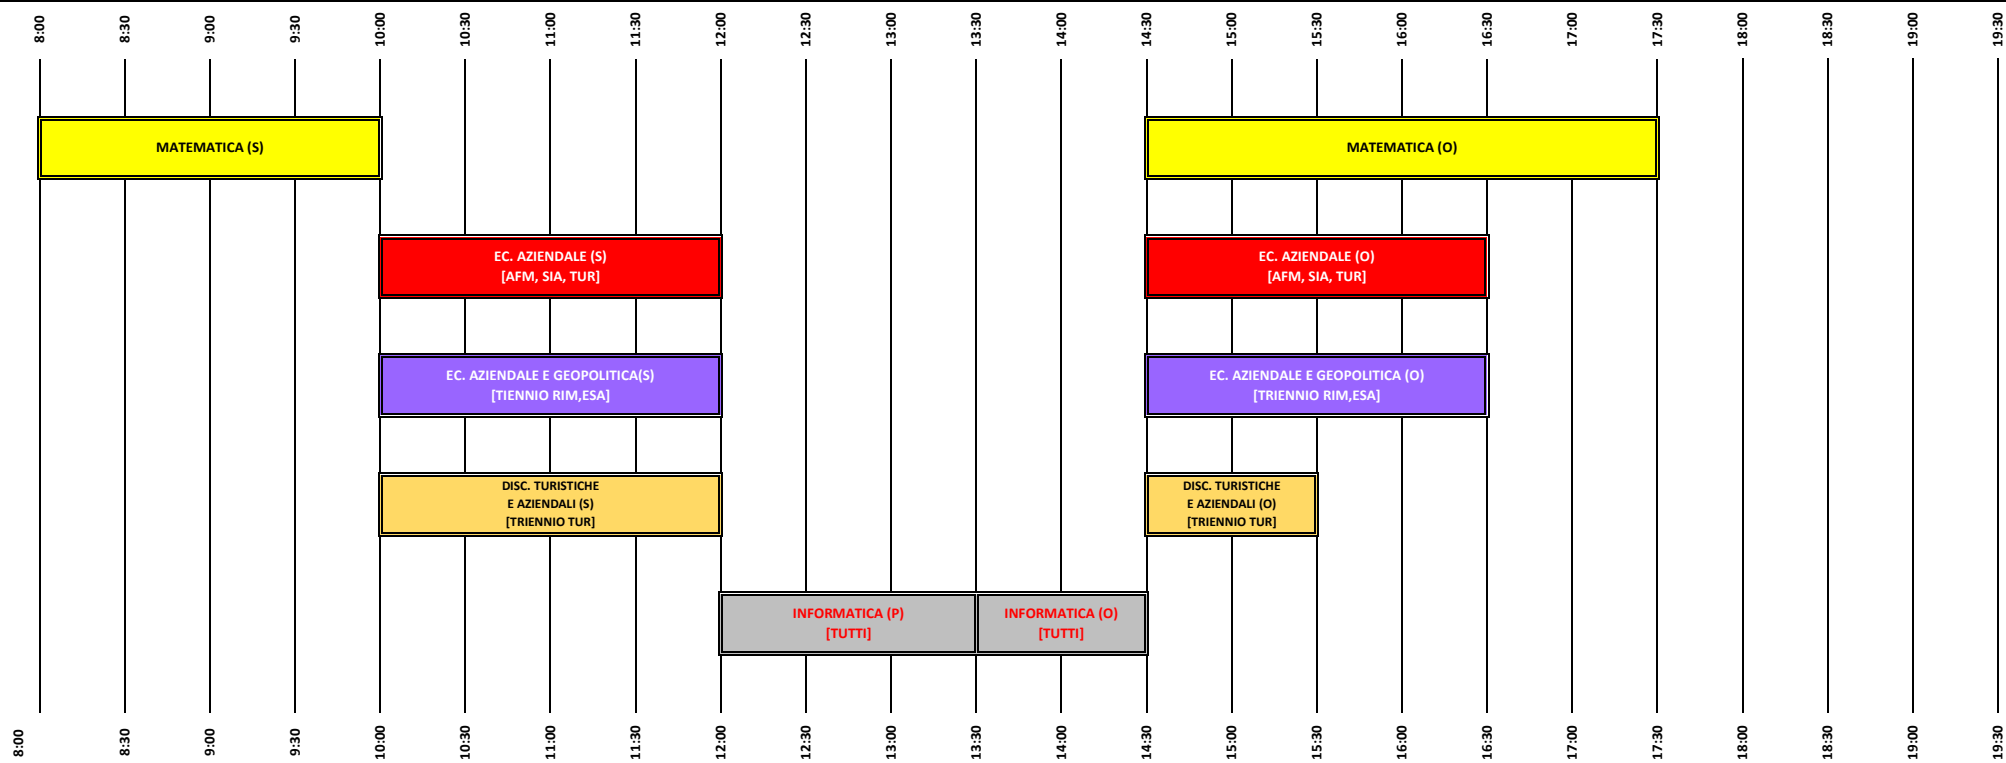 8:00
8:30
9:00
9:30
10:00
10:30
11:00
11:30
12:00
12:30
13:00
13:30
14:00
14:30
15:00
15:30
16:00
16:30
17:00
17:30
18:00
18:30
19:00
19:30
MATEMATICA (S)
MATEMATICA (O)
EC. AZIENDALE (S)
[AFM, SIA, TUR]
EC. AZIENDALE (O)
[AFM, SIA, TUR]
EC. AZIENDALE E GEOPOLITICA(S)
[TIENNIO RIM,ESA]
EC. AZIENDALE E GEOPOLITICA (O)
[TRIENNIO RIM,ESA]
DISC. TURISTICHE
E AZIENDALI (S)
[TRIENNIO TUR]
DISC. TURISTICHE
E AZIENDALI (O)
[TRIENNIO TUR]
INFORMATICA (P)
[TUTTI]
INFORMATICA (O)
[TUTTI]
8:00
8:30
9:00
9:30
10:00
10:30
11:00
11:30
12:00
12:30
13:00
13:30
14:00
14:30
15:00
15:30
16:00
16:30
17:00
17:30
18:00
18:30
19:00
19:30